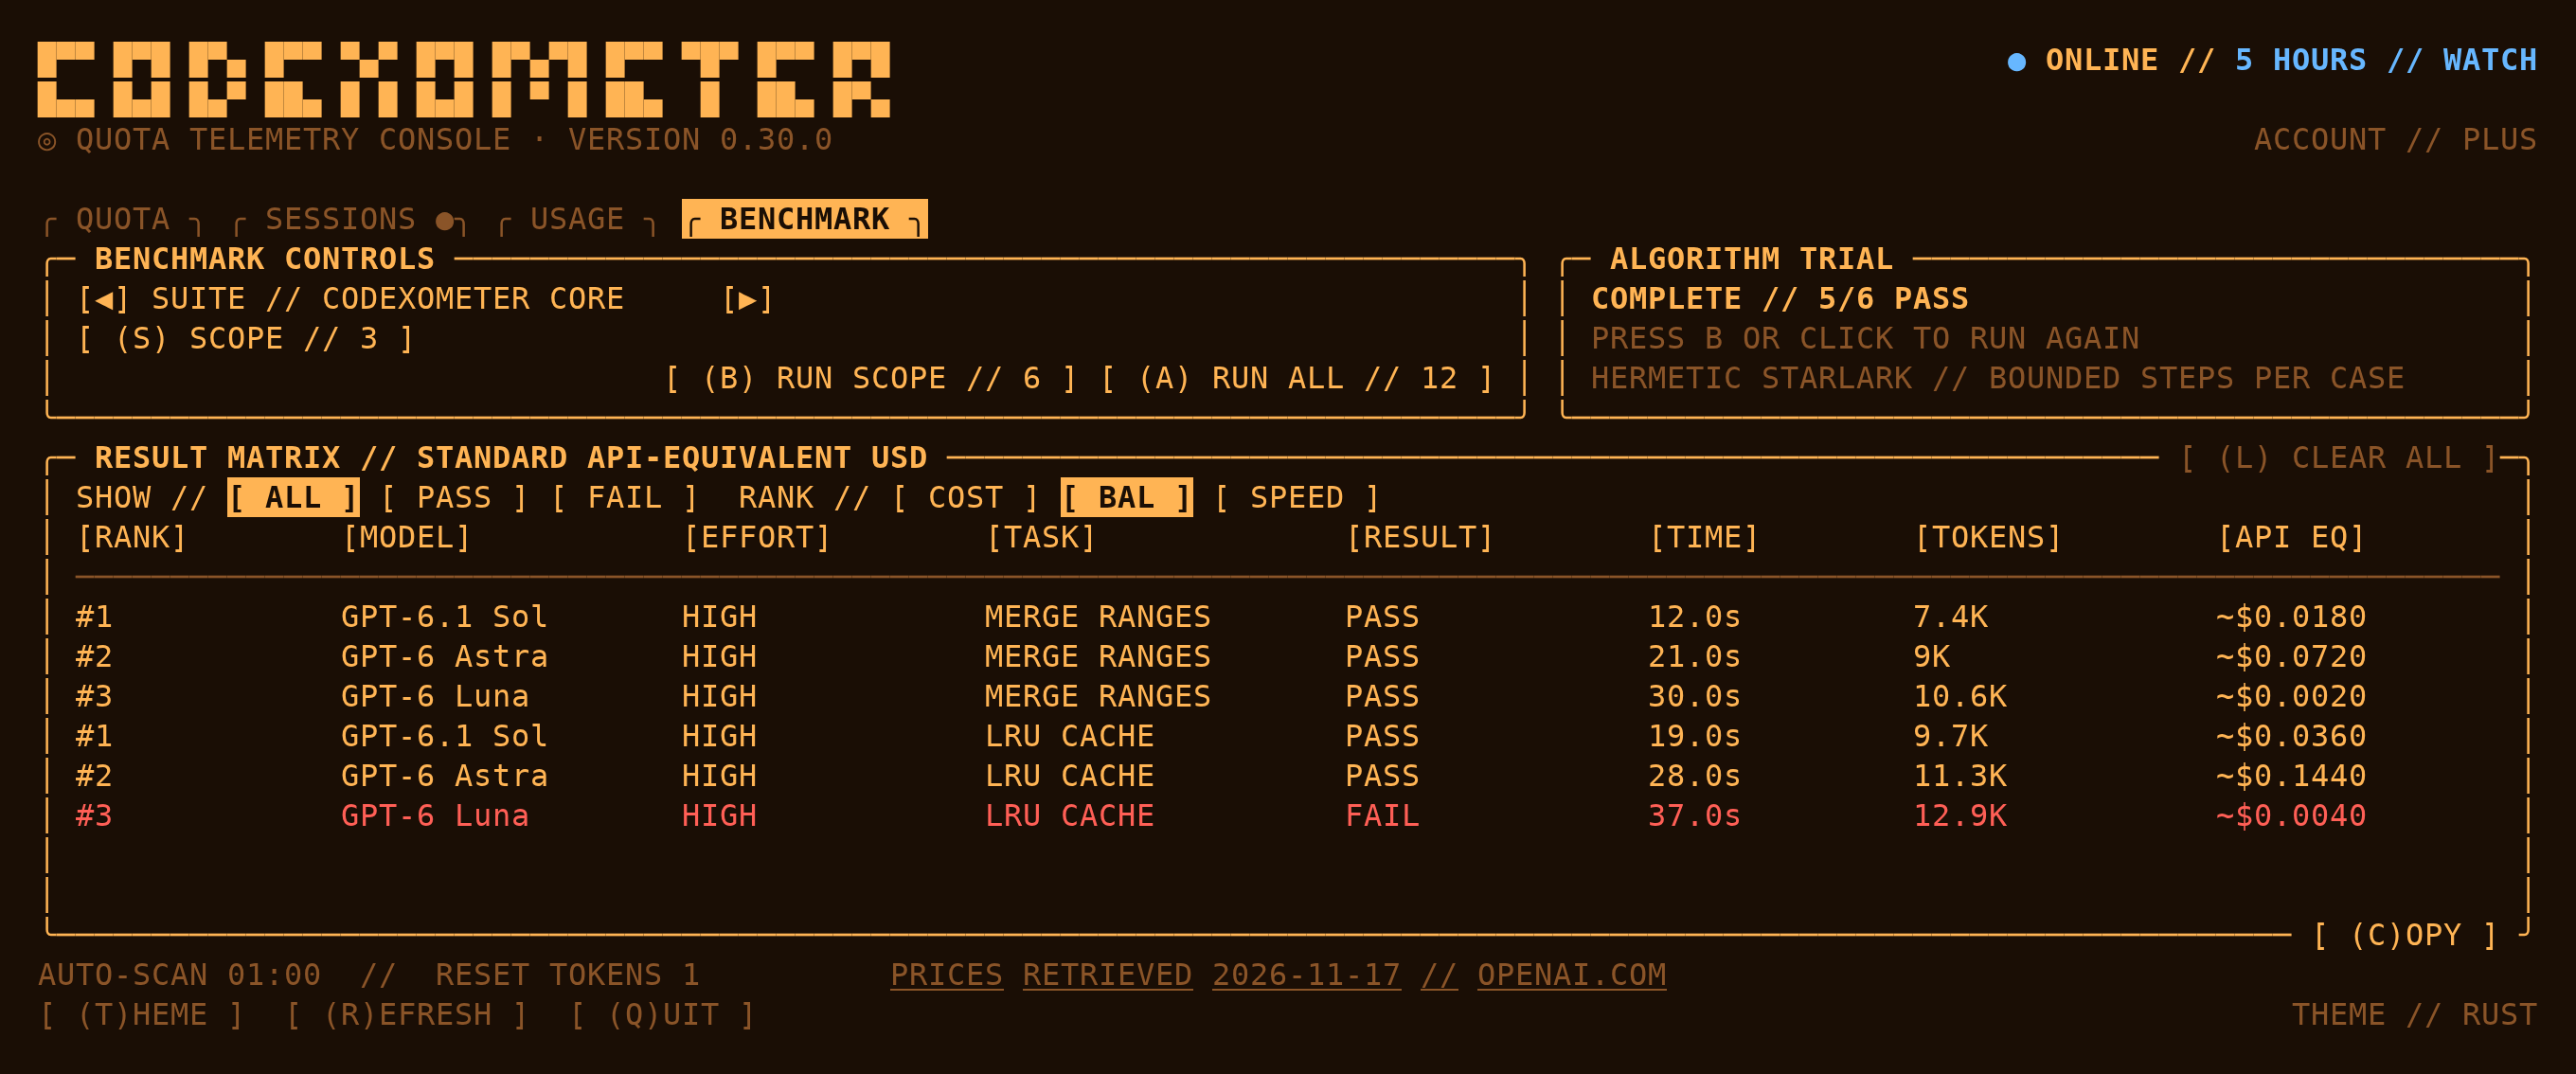 CODEXOMETER
● ONLINE // 5 HOURS // WATCH
◎ QUOTA TELEMETRY CONSOLE · VERSION 0.30.0
ACCOUNT // PLUS
QUOTA SESSIONS ● USAGE BENCHMARK
BENCHMARK CONTROLS
[◀] SUITE // CODEXOMETER CORE [▶]
[ (S) SCOPE // 3 ]
[ (B) RUN SCOPE // 6 ] [ (A) RUN ALL // 12 ]
ALGORITHM TRIAL
COMPLETE // 5/6 PASS
PRESS B OR CLICK TO RUN AGAIN
HERMETIC STARLARK // BOUNDED STEPS PER CASE
RESULT MATRIX // STANDARD API-EQUIVALENT USD [ (L) CLEAR ALL ]
SHOW // [ ALL ] [ PASS ] [ FAIL ] RANK // [ COST ] [ BAL ] [ SPEED ]
[RANK] [MODEL] [EFFORT] [TASK] [RESULT] [TIME] [TOKENS] [API EQ]
#1 GPT-6.1 Sol HIGH MERGE RANGES PASS 12.0s 7.4K ~$0.0180
#2 GPT-6 Astra HIGH MERGE RANGES PASS 21.0s 9K ~$0.0720
#3 GPT-6 Luna HIGH MERGE RANGES PASS 30.0s 10.6K ~$0.0020
#1 GPT-6.1 Sol HIGH LRU CACHE PASS 19.0s 9.7K ~$0.0360
#2 GPT-6 Astra HIGH LRU CACHE PASS 28.0s 11.3K ~$0.1440
#3 GPT-6 Luna HIGH LRU CACHE FAIL 37.0s 12.9K ~$0.0040
[ (C)OPY ]
AUTO-SCAN 01:00 // RESET TOKENS 1 PRICES RETRIEVED 2026-11-17 // OPENAI.COM
[ (T)HEME ] [ (R)EFRESH ] [ (Q)UIT ] THEME // RUST